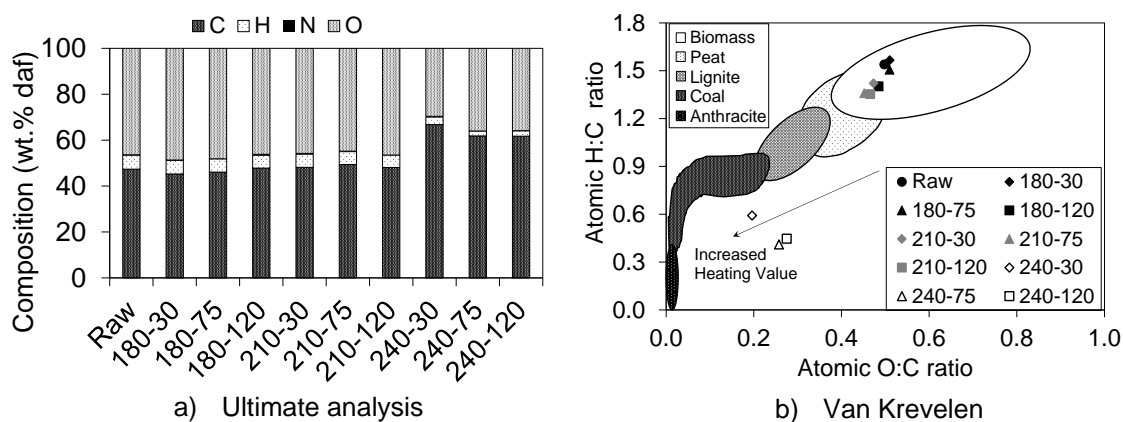 C H N O
100
80
60
40
20
0
Composition (wt.% daf)
Raw
180-30
180-75
180-120
210-30
210-75
210-120
240-30
240-75
240-120
a) Ultimate analysis
1.8
1.5
1.2
0.9
0.6
0.3
0.0
Atomic H:C ratio
Biomass
Peat
Lignite
Coal
Anthracite
Increased
Heating Value
Raw 180-30
180-75 180-120
210-30 210-75
210-120 240-30
240-75 240-120
0.0 0.2 0.4 0.6 0.8 1.0
Atomic O:C ratio
b) Van Krevelen